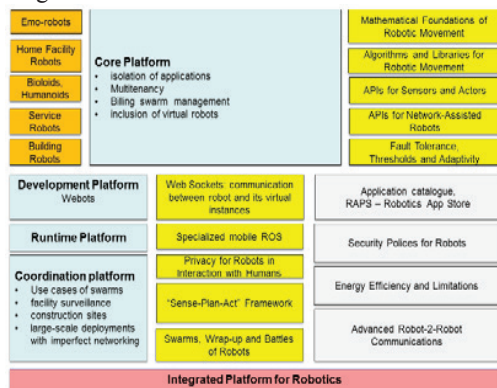 Emo-robots
Home Facility
Robots
Bioloids,
Humanoids
Service
Robots
Building
Robots
Core Platform
• isolation of applications
• Multitenancy
• Billing swarm management
• inclusion of virtual robots
Mathematical Foundations of
Robotic Movement
Algorithms and Libraries for
Robotic Movement
APIs for Sensors and Actors
APIs for Network-Assisted
Robots
Fault Tolerance,
Thresholds and Adaptivity
Development Platform
Webots
Runtime Platform
Coordination platform
• Use cases of swarms
• facility surveillance
• construction sites
• large-scale deployments
with imperfect networking
Web Sockets: communication
between robot and its virtual
instances
Specialized mobile ROS
Privacy for Robots in
Interaction with Humans
"Sense-Plan-Act" Framework
Swarms, Wrap-up and Battles
of Robots
Application catalogue,
RAPS – Robotics App Store
Security Polices for Robots
Energy Efficiency and Limitations
Advanced Robot-2-Robot
Communications
Integrated Platform for Robotics